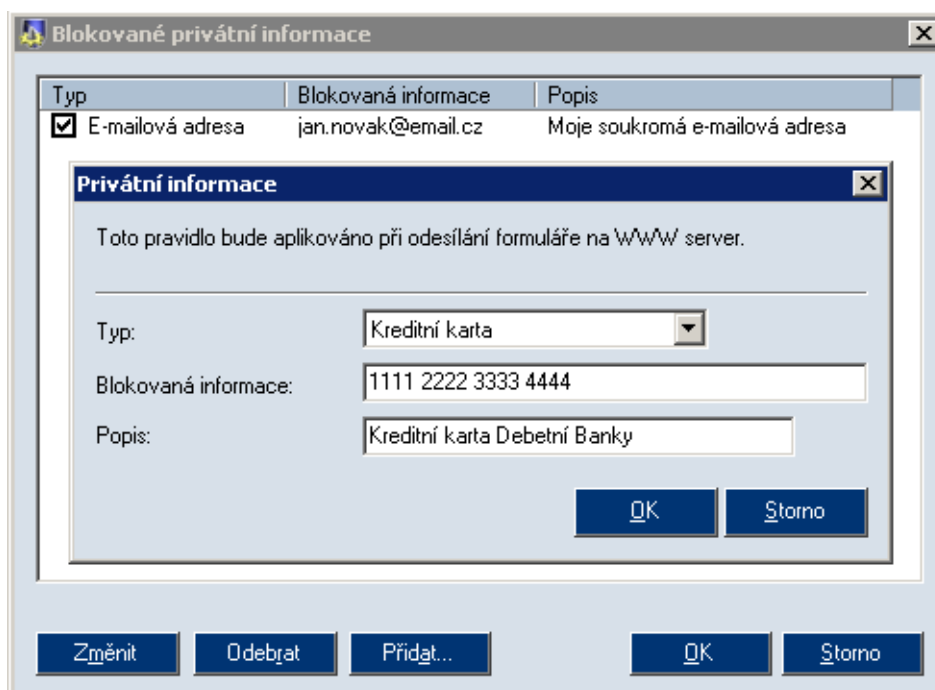 Blokované privátní informace
Typ Blokovaná informace Popis
E-mailová adresa jan.novak@email.cz Moje soukromá e-mailová adresa
Privátní informace
Toto pravidlo bude aplikováno při odesílání formuláře na WWW server.
Typ: Kreditní karta
Blokovaná informace: 1111 2222 3333 4444
Popis: Kreditní karta Debetní Banky
OK Storno
Změnit Odebrat Přidat... OK Storno